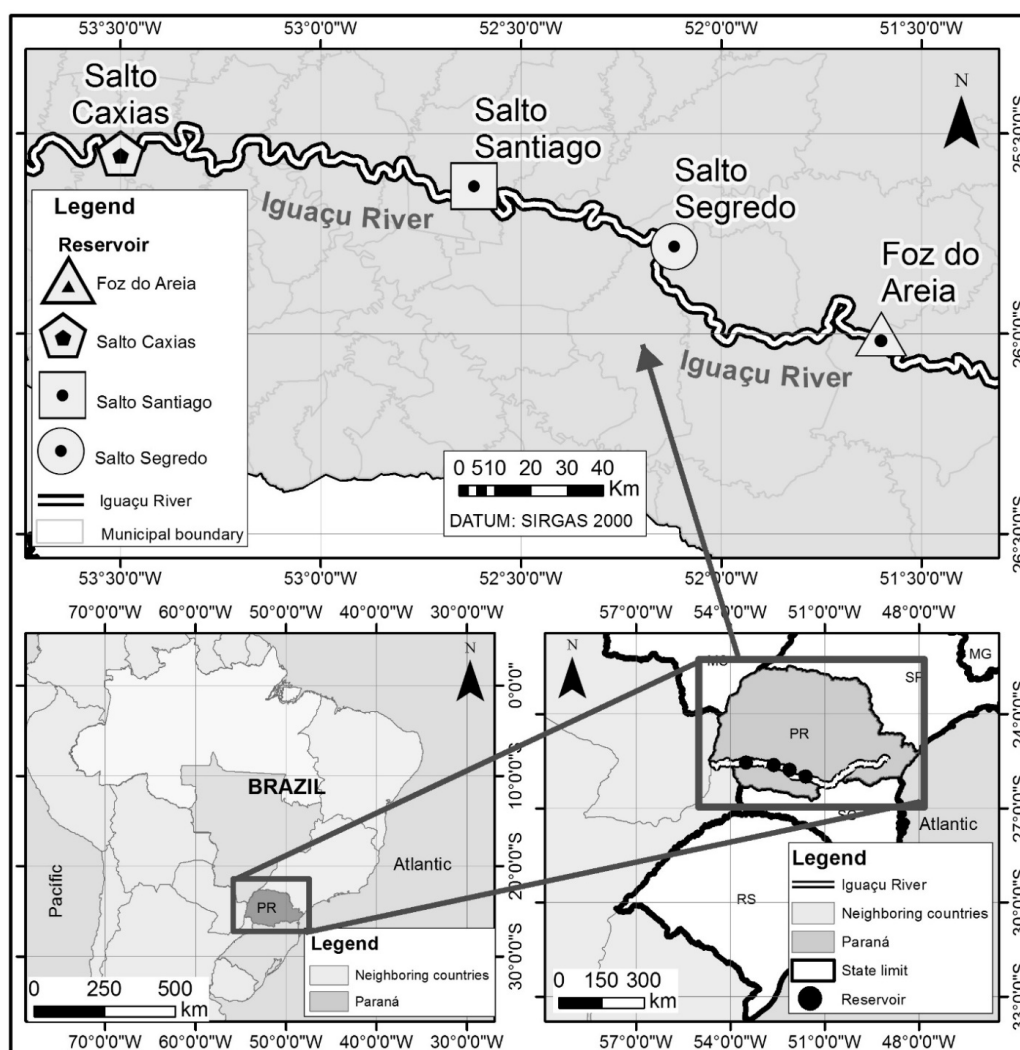 53°30'0"W 53°0'0"W 52°30'0"W 52°0'0"W 51°30'0"W
Salto
Caxias
Salto
Santiago
Salto
Segredo
Foz do
Areia
N
Iguaçu River
Iguaçu River
25°30'0"S
26°0'0"S
26°30'0"S
Legend
Reservoir
Foz do Areia
Salto Caxias
Salto Santiago
Salto Segredo
Iguaçu River
Municipal boundary
0 5 10 20 30 40
Km
DATUM: SIRGAS 2000
53°30'0"W 53°0'0"W 52°30'0"W 52°0'0"W 51°30'0"W
70°0'0"W 60°0'0"W 50°0'0"W 40°0'0"W 30°0'0"W
N
0°0'0"
10°0'0"S
20°0'0"S
30°0'0"S
BRAZIL
Pacific
Atlantic
PR
Legend
Neighboring countries
Paraná
0 250 500
km
70°0'0"W 60°0'0"W 50°0'0"W 40°0'0"W
57°0'0"W 54°0'0"W 51°0'0"W 48°0'0"W
N
MG
SP
PR
RS
Atlantic
24°0'0"S
27°0'0"S
30°0'0"S
33°0'0"S
Legend
Iguaçu River
Neighboring countries
Paraná
State limit
Reservoir
0 150 300
km
57°0'0"W 54°0'0"W 51°0'0"W 48°0'0"W